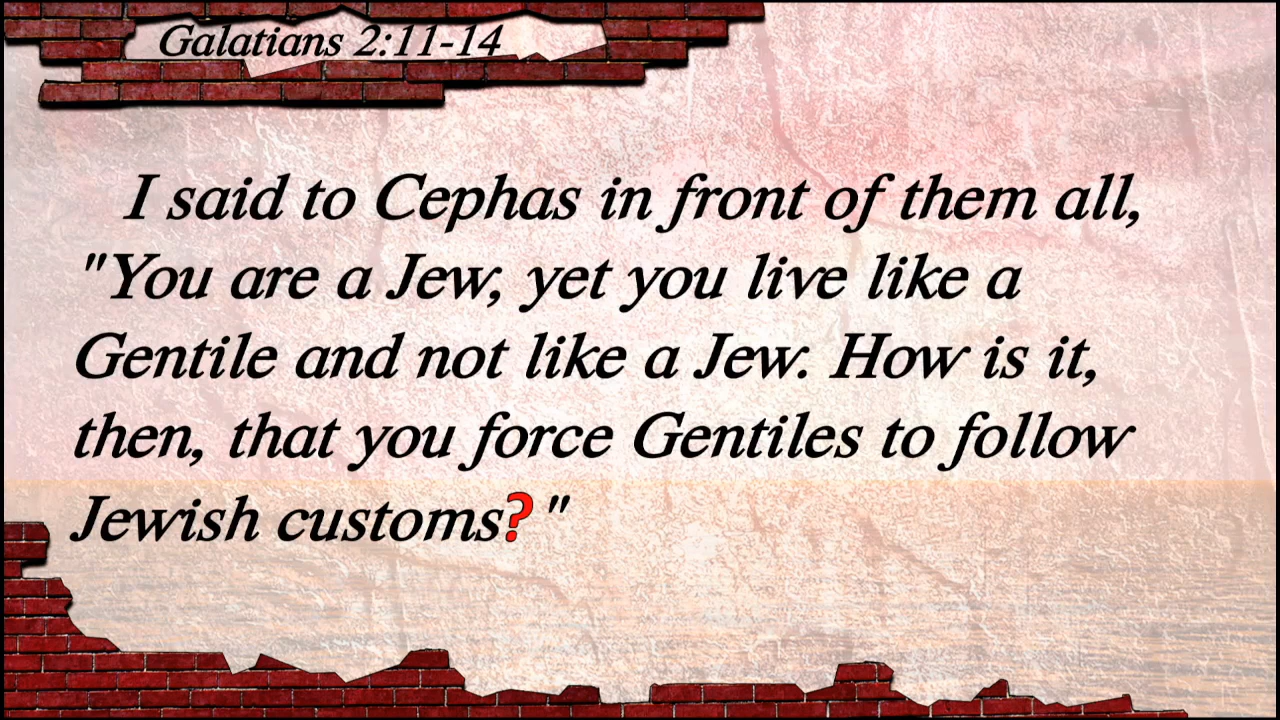 Galatians 2:11-14
I said to Cephas in front of them all,
"You are a Jew, yet you live like a
Gentile and not like a Jew. How is it,
then, that you force Gentiles to follow
Jewish customs?"